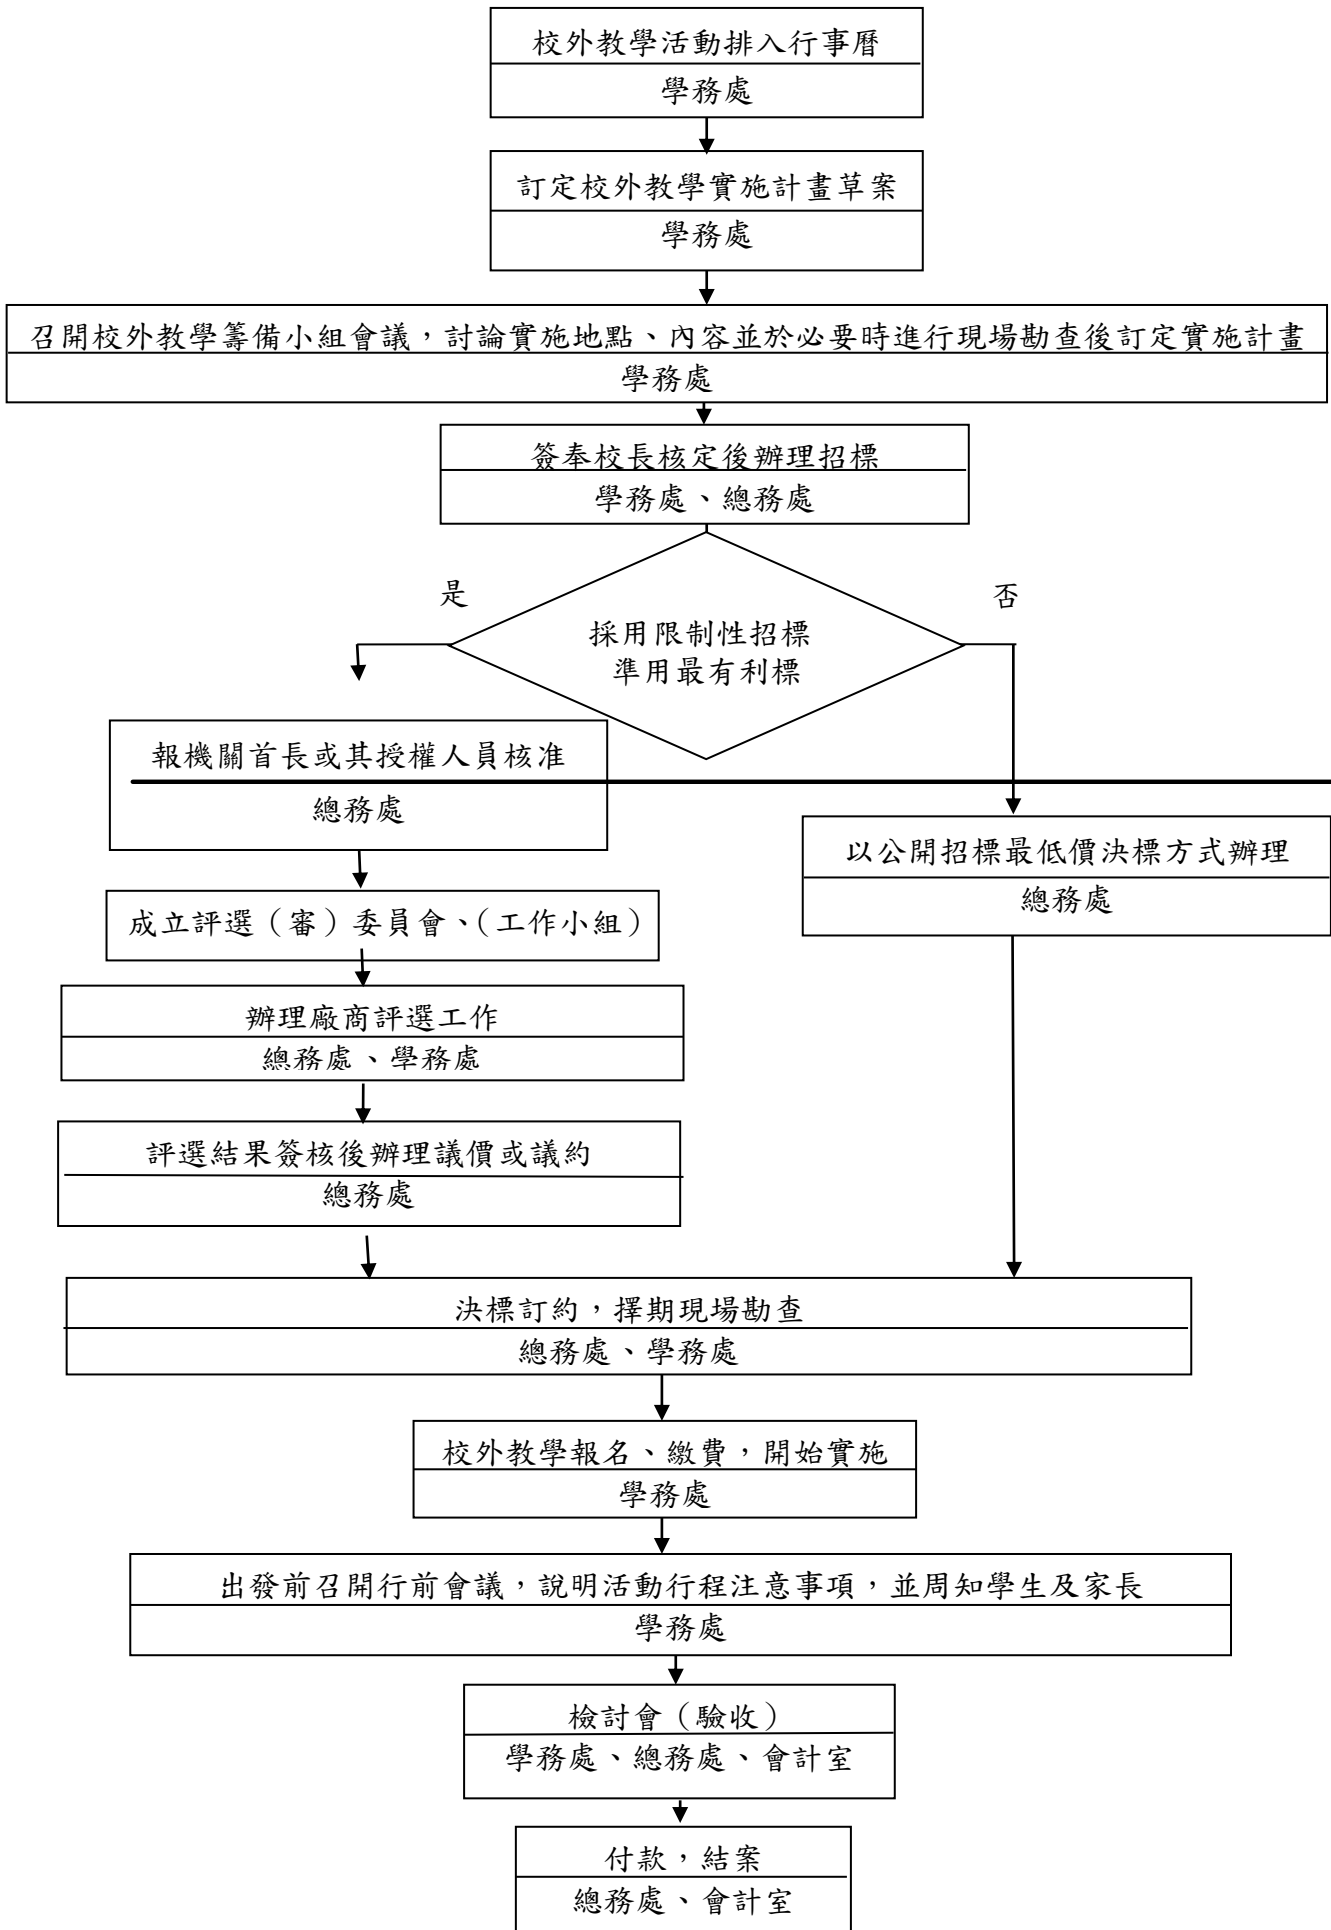 校外教學活動排入行事曆
學務處
訂定校外教學實施計畫草案
學務處
召開校外教學籌備小組會議，討論實施地點、內容並於必要時進行現場勘查後訂定實施計畫
學務處
簽奉校長核定後辦理招標
學務處、總務處
是
否
採用限制性招標
準用最有利標
報機關首長或其授權人員核准
總務處
以公開招標最低價決標方式辦理
總務處
成立評選（審）委員會、（工作小組）
辦理廠商評選工作
總務處、學務處
評選結果簽核後辦理議價或議約
總務處
決標訂約，擇期現場勘查
總務處、學務處
校外教學報名、繳費，開始實施
學務處
出發前召開行前會議，說明活動行程注意事項，並周知學生及家長
學務處
檢討會（驗收）
學務處、總務處、會計室
付款，結案
總務處、會計室